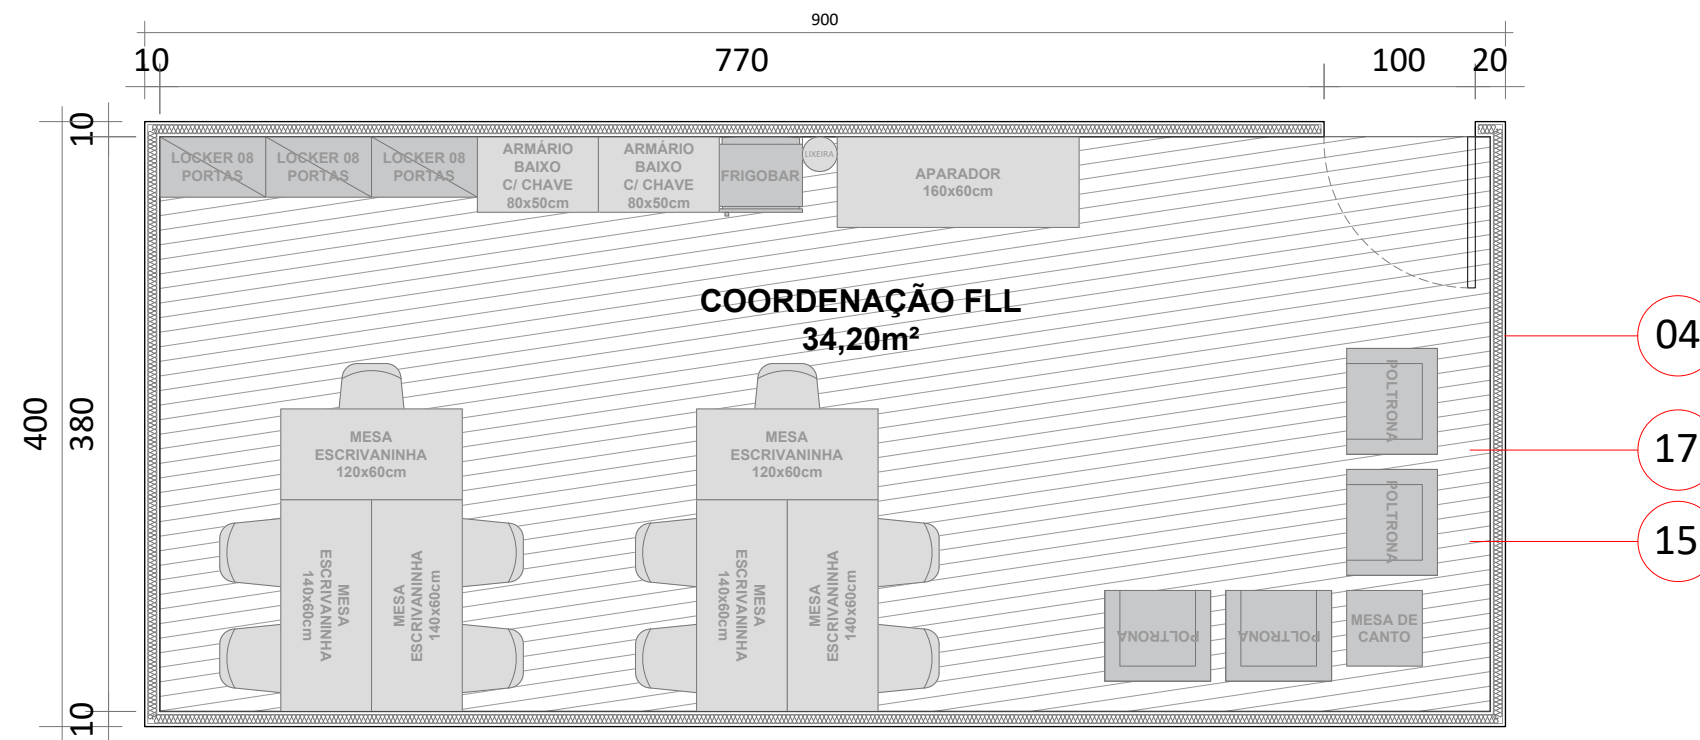 900
10
770
100
20
10
LOCKER 08
PORTAS
LOCKER 08
PORTAS
LOCKER 08
PORTAS
ARMÁRIO
BAIXO
C/ CHAVE
80x50cm
ARMÁRIO
BAIXO
C/ CHAVE
80x50cm
FRIGOBAR
LIXEIRA
APARADOR
160x60cm
COORDENAÇÃO FLL
34,20m²
04
400
380
POLTRONA
17
MESA
ESCRIVANINHA
120x60cm
MESA
ESCRIVANINHA
120x60cm
POLTRONA
15
MESA
ESCRIVANINHA
140x60cm
MESA
ESCRIVANINHA
140x60cm
MESA
ESCRIVANINHA
140x60cm
MESA
ESCRIVANINHA
140x60cm
POLTRONA
POLTRONA
MESA DE
CANTO
10